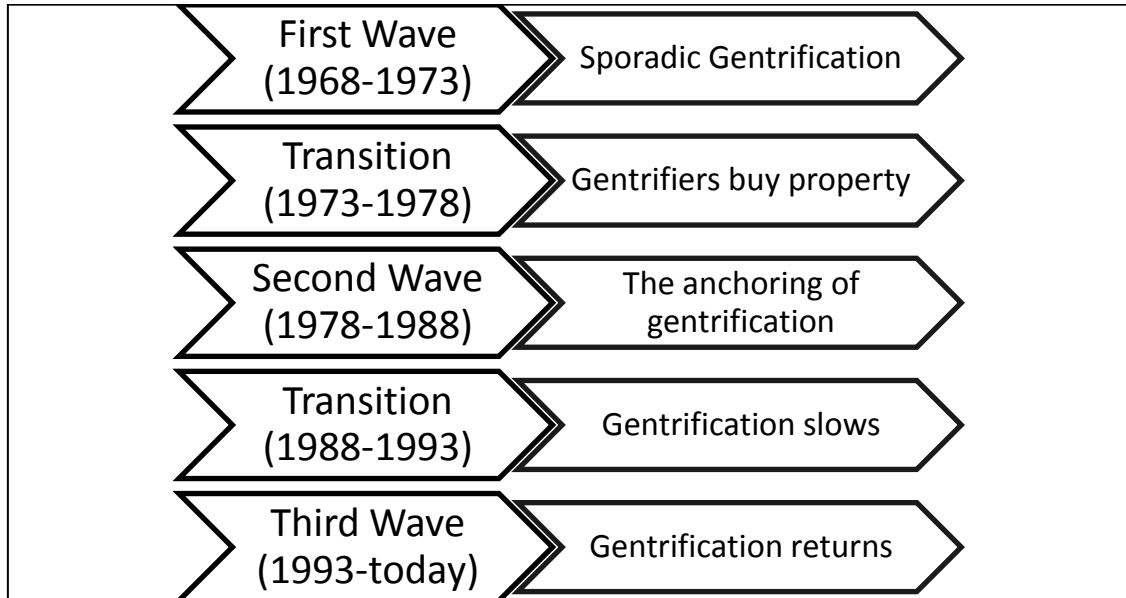 First Wave
(1968-1973)
Sporadic Gentrification
Transition
(1973-1978)
Gentrifiers buy property
Second Wave
(1978-1988)
The anchoring of
gentrification
Transition
(1988-1993)
Gentrification slows
Third Wave
(1993-today)
Gentrification returns